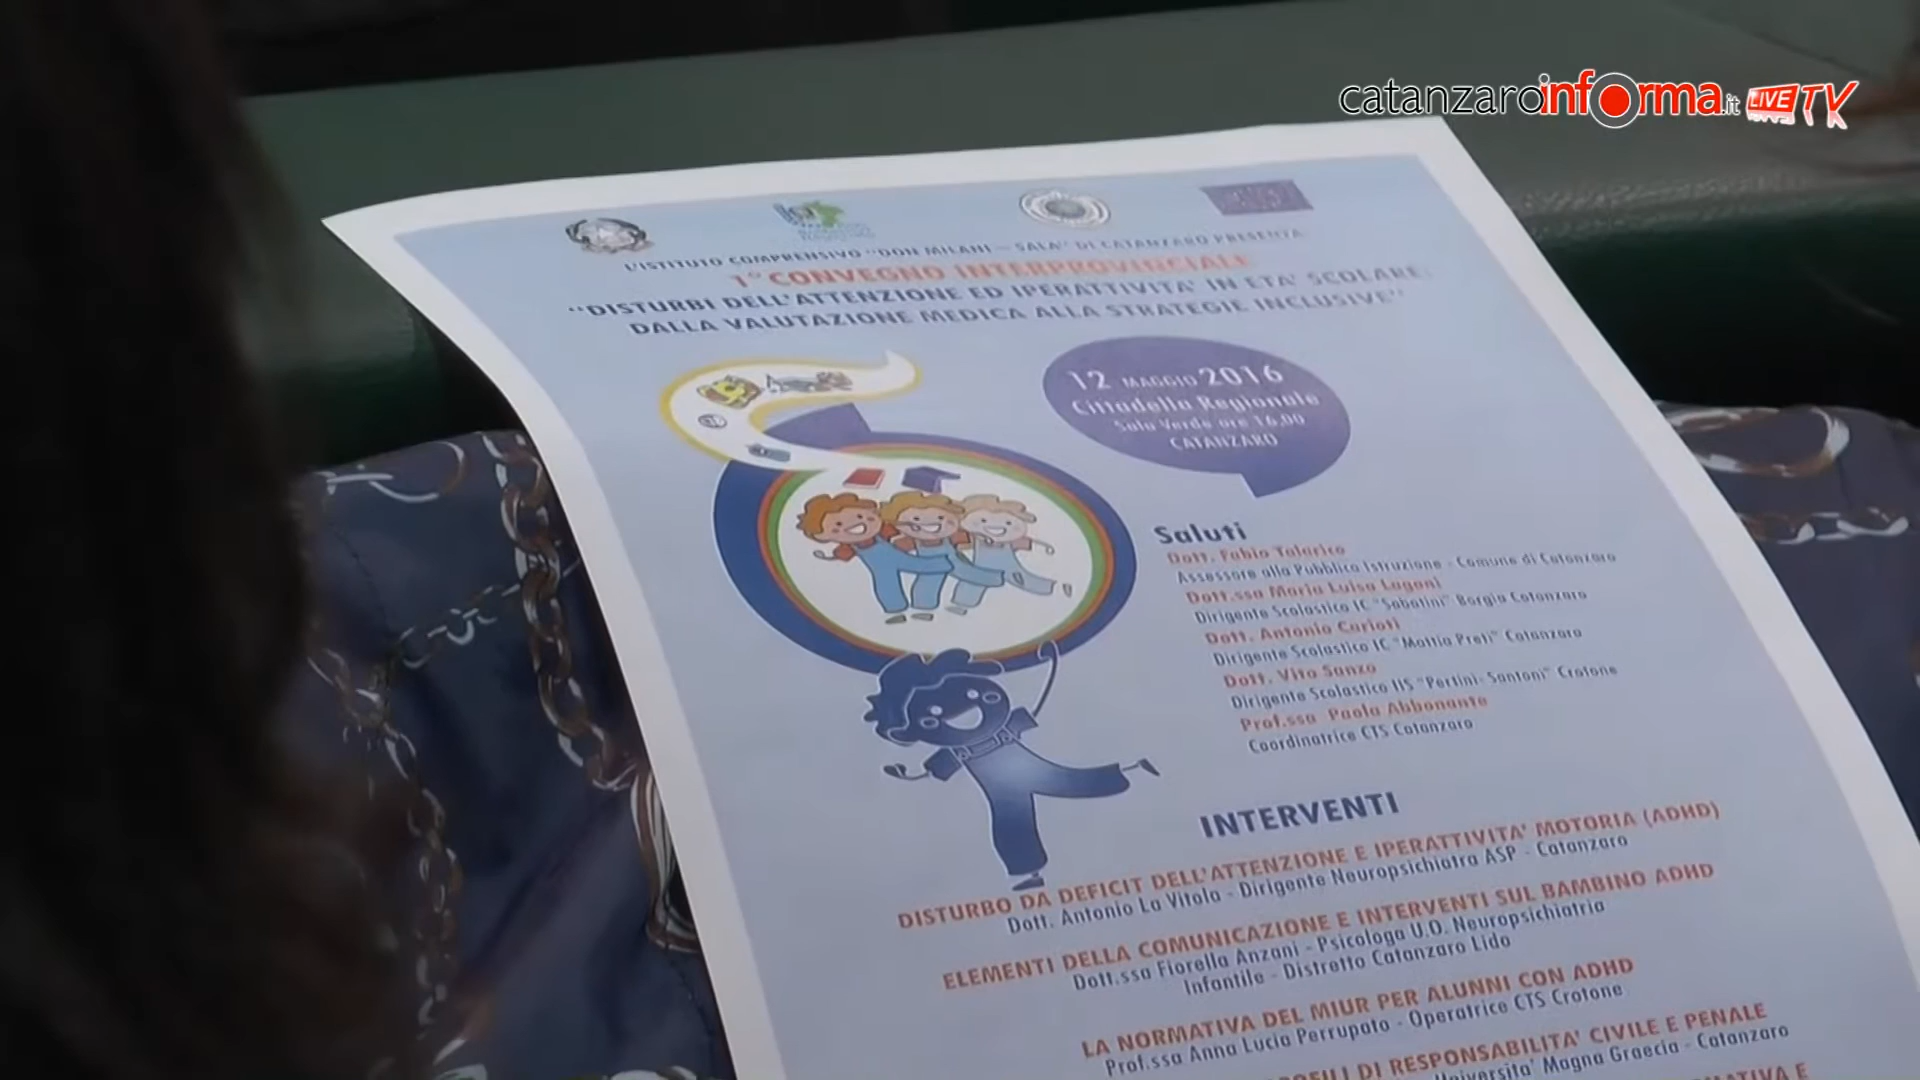 catanzaroinforma.it LIVE TV
L'ISTITUTO COMPRENSIVO "DON MILANI – SALA" DI CATANZARO PRESENTA
1° CONVEGNO INTERPROVINCIALE
"DISTURBI DELL'ATTENZIONE ED IPERATTIVITA' IN ETA' SCOLARE:
DALLA VALUTAZIONE MEDICA ALLA STRATEGIE INCLUSIVE"
12 MAGGIO 2016
Cittadella Regionale
Sala Verde ore 16,00
CATANZARO
Saluti
Dott. Fabio Talarico
Assessore alla Pubblica Istruzione - Comune di Catanzaro
Dott.ssa Maria Luisa Lagani
Dirigente Scolastico IC "Sabatini" Borgia Catanzaro
Dott. Antonio Carioti
Dirigente Scolastico IC "Mattia Preti" Catanzaro
Dott. Vito Sanzo
Dirigente Scolastico IIS "Pertini- Santoni" Crotone
Prof.ssa Paola Abbonante
Coordinatrice CTS Catanzaro
INTERVENTI
DISTURBO DA DEFICIT DELL'ATTENZIONE E IPERATTIVITA' MOTORIA (ADHD)
Dott. Antonio La Vitola - Dirigente Neuropsichiatra ASP - Catanzaro
ELEMENTI DELLA COMUNICAZIONE E INTERVENTI SUL BAMBINO ADHD
Dott.ssa Fiorella Anzani - Psicologa U.O. Neuropsichiatria
Infantile - Distretto Catanzaro Lido
LA NORMATIVA DEL MIUR PER ALUNNI CON ADHD
Prof.ssa Anna Lucia Perrupato - Operatrice CTS Crotone
DI RESPONSABILITA' CIVILE E PENALE
Universita' Magna Graecia - Catanzaro